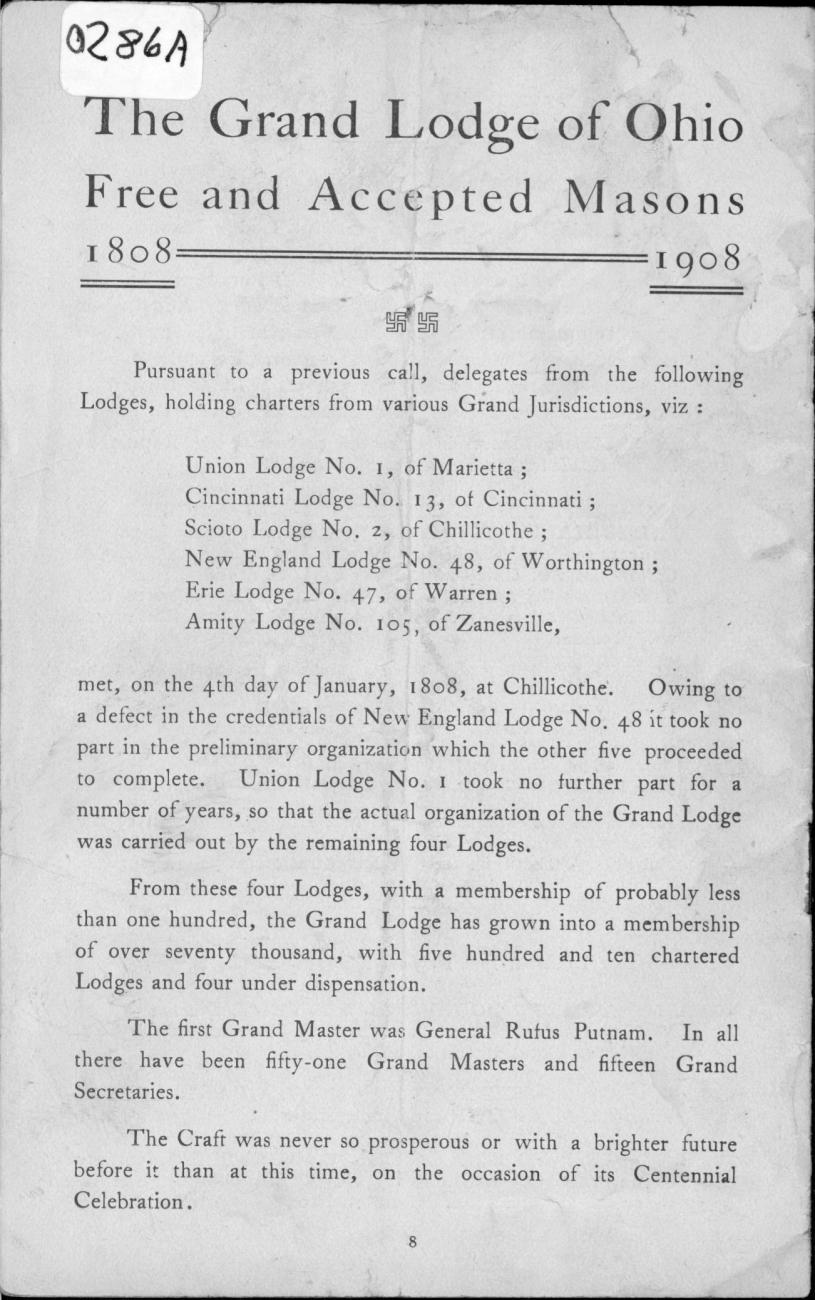 0286A
The Grand Lodge of Ohio
Free and Accepted Masons
1808 1908
Pursuant to a previous call, delegates from the following
Lodges, holding charters from various Grand Jurisdictions, viz :
Union Lodge No. 1, of Marietta ;
Cincinnati Lodge No. 13, of Cincinnati ;
Scioto Lodge No. 2, of Chillicothe ;
New England Lodge No. 48, of Worthington ;
Erie Lodge No. 47, of Warren ;
Amity Lodge No. 105, of Zanesville,
met, on the 4th day of January, 1808, at Chillicothe. Owing to
a defect in the credentials of New England Lodge No. 48 it took no
part in the preliminary organization which the other five proceeded
to complete. Union Lodge No. 1 took no further part for a
number of years, so that the actual organization of the Grand Lodge
was carried out by the remaining four Lodges.
From these four Lodges, with a membership of probably less
than one hundred, the Grand Lodge has grown into a membership
of over seventy thousand, with five hundred and ten chartered
Lodges and four under dispensation.
The first Grand Master was General Rufus Putnam. In all
there have been fifty-one Grand Masters and fifteen Grand
Secretaries.
The Craft was never so prosperous or with a brighter future
before it than at this time, on the occasion of its Centennial
Celebration.
8